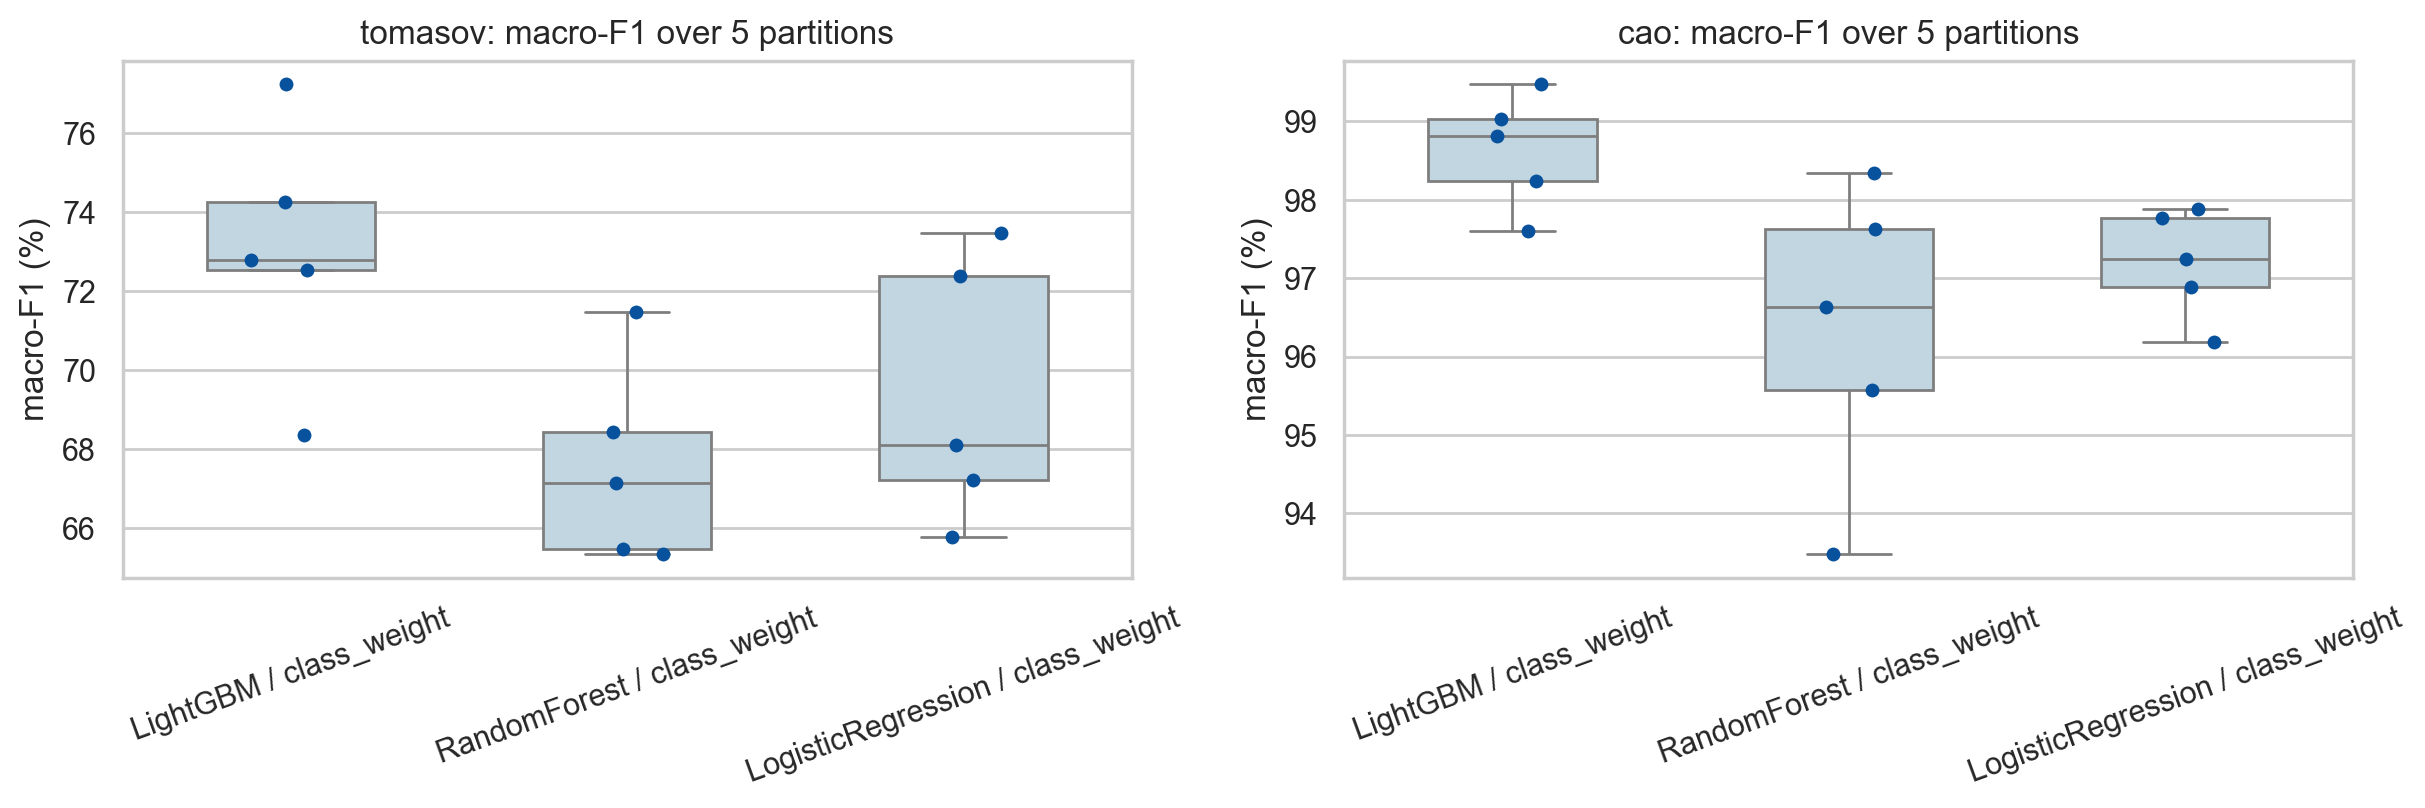 tomasov: macro-F1 over 5 partitions
macro-F1 (%)
76
74
72
70
68
66
LightGBM / class_weight
RandomForest / class_weight
LogisticRegression / class_weight
cao: macro-F1 over 5 partitions
macro-F1 (%)
99
98
97
96
95
94
LightGBM / class_weight
RandomForest / class_weight
LogisticRegression / class_weight